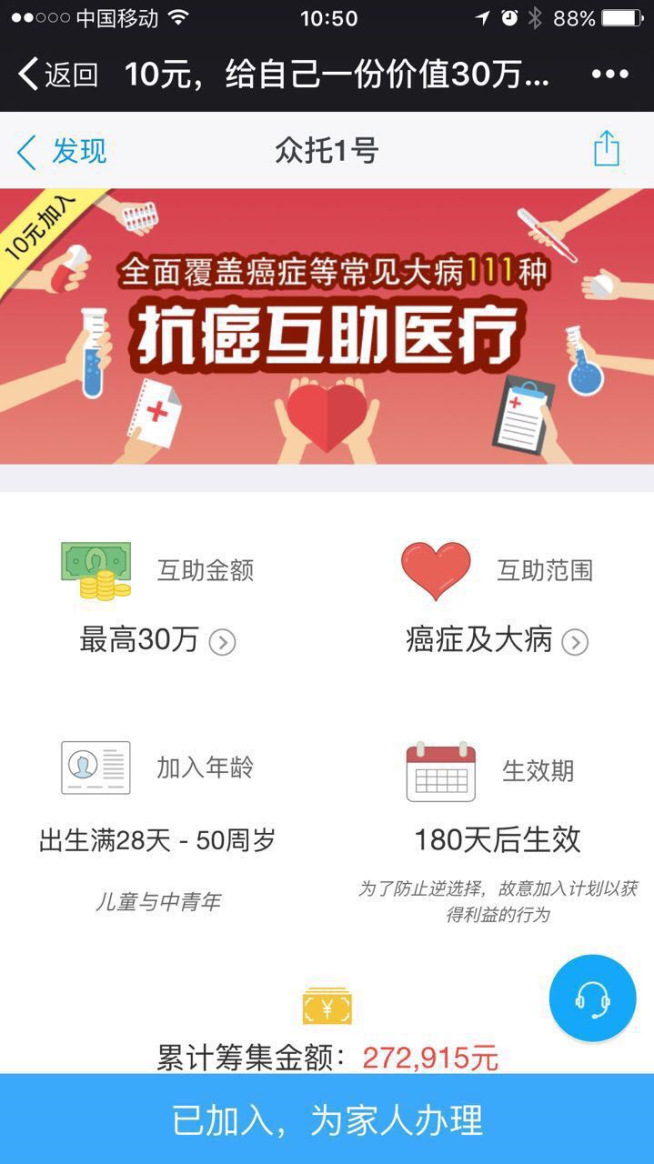 中国移动 10:50 88%
返回 10元，给自己一份价值30万...
发现 众托1号
10元加入
全面覆盖癌症等常见大病111种
抗癌互助医疗
互助金额
最高30万
互助范围
癌症及大病
加入年龄
出生满28天 - 50周岁
儿童与中青年
生效期
180天后生效
为了防止逆选择，故意加入计划以获
得利益的行为
累计筹集金额：272,915元
已加入，为家人办理